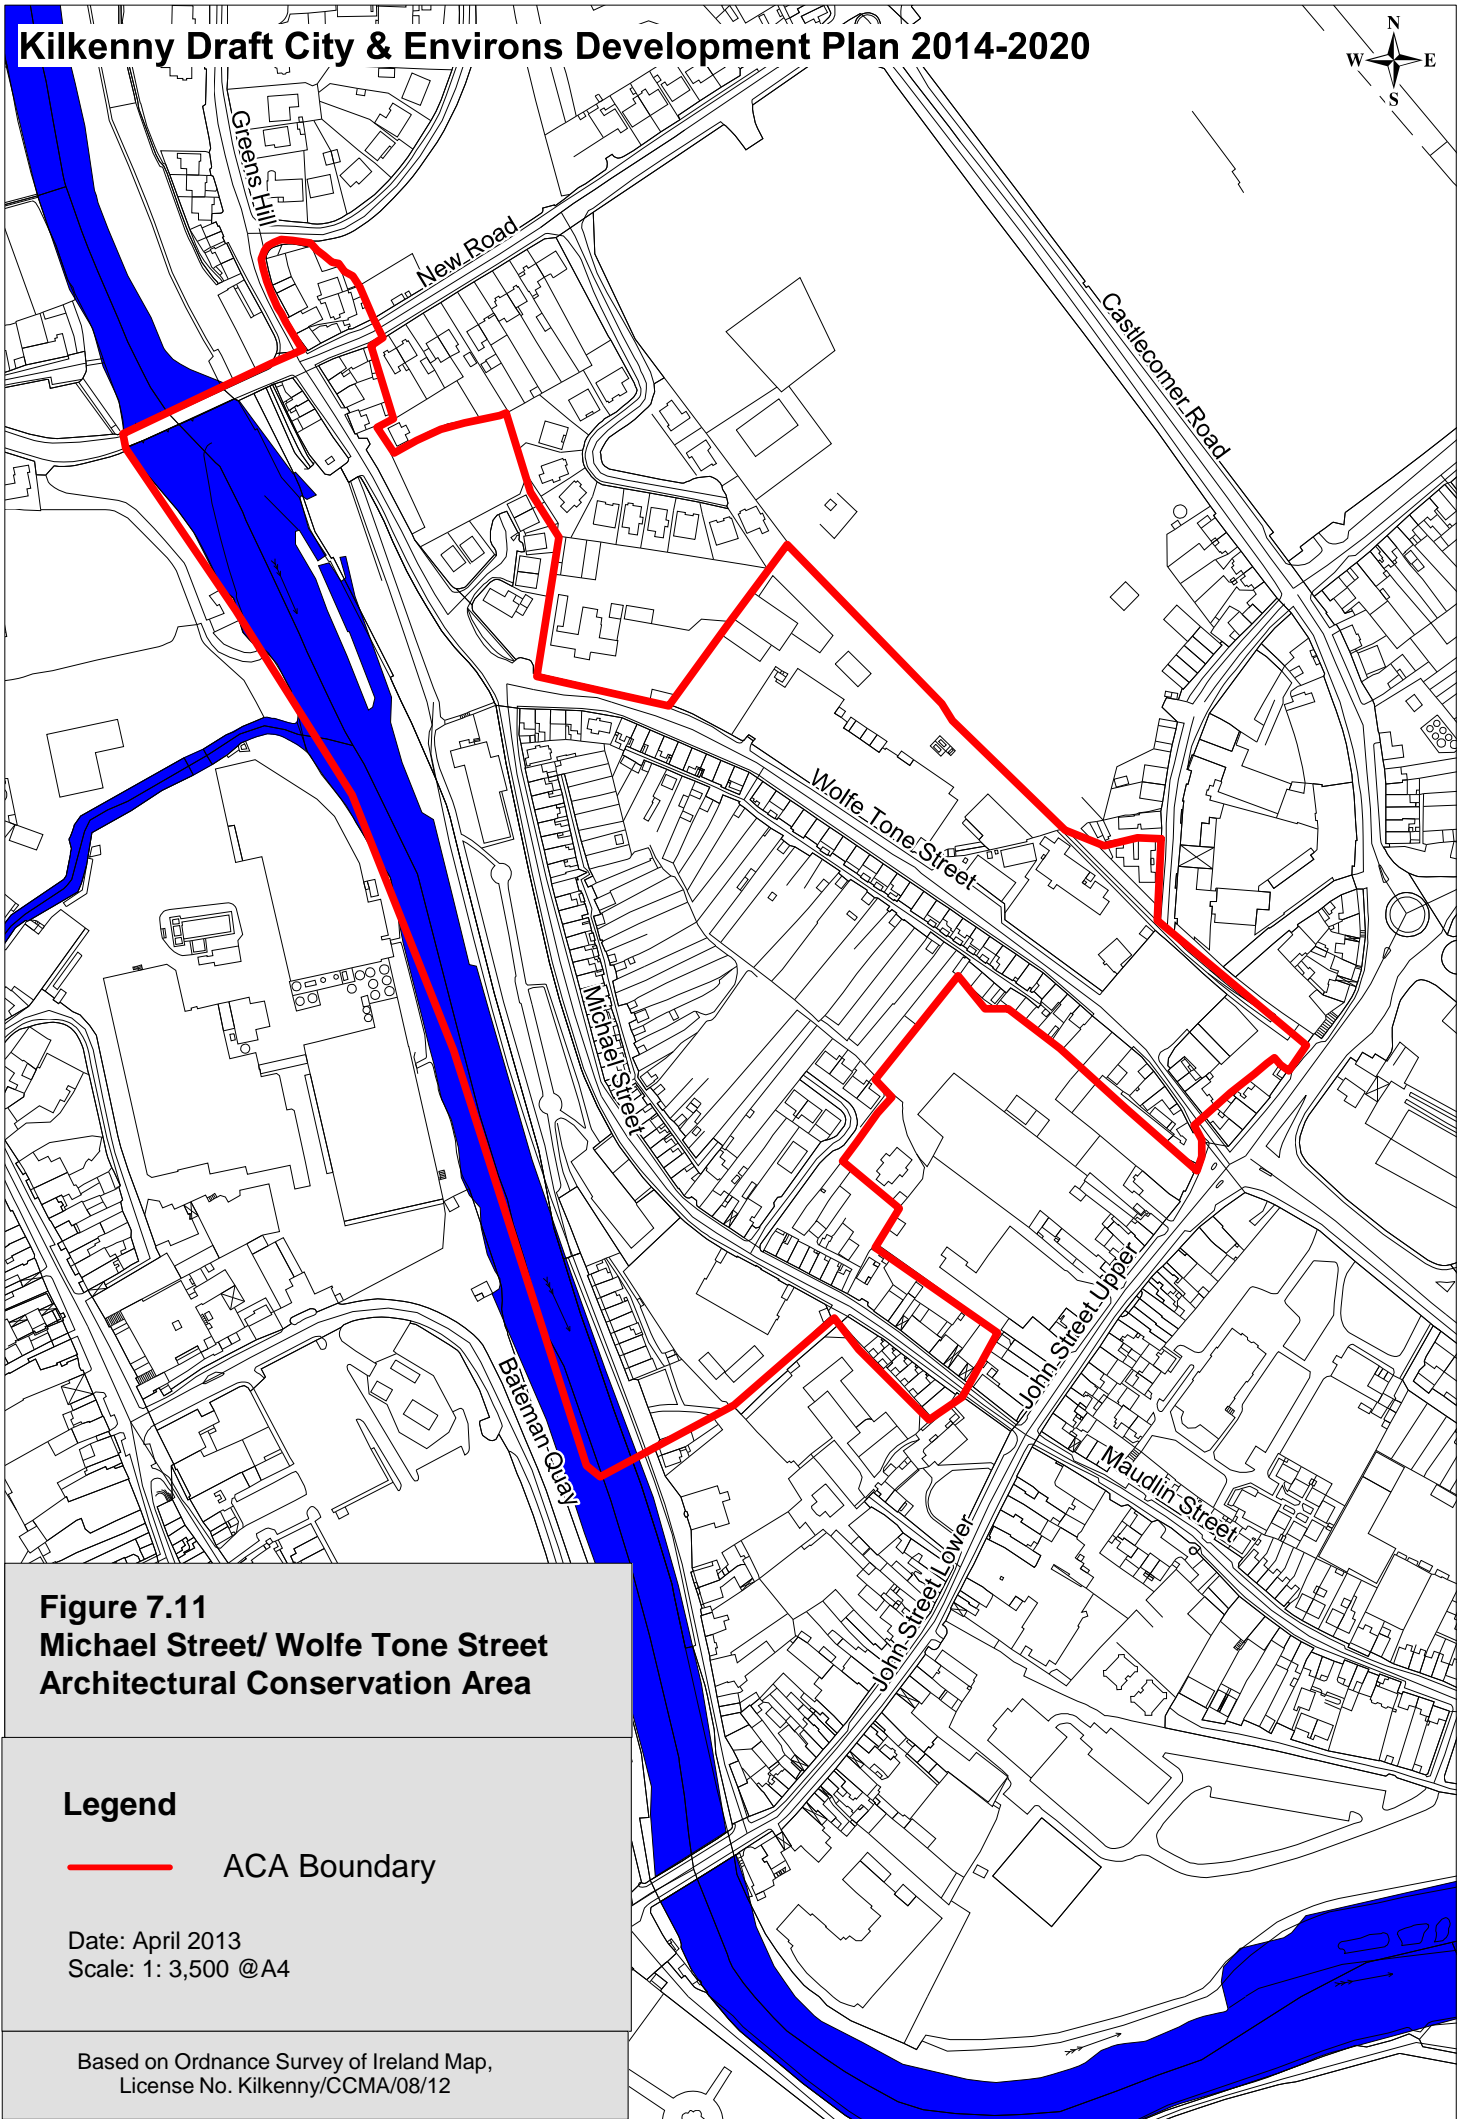 Kilkenny Draft City & Environs Development Plan 2014-2020
N
W E
S
Greens Hill
New Road
Castlecomer Road
Wolfe Tone Street
Michael Street
John Street Upper
Bateman Quay
Maudlin Street
John Street Lower
Figure 7.11
Michael Street/ Wolfe Tone Street
Architectural Conservation Area
Legend
ACA Boundary
Date: April 2013
Scale: 1: 3,500 @A4
Based on Ordnance Survey of Ireland Map,
License No. Kilkenny/CCMA/08/12